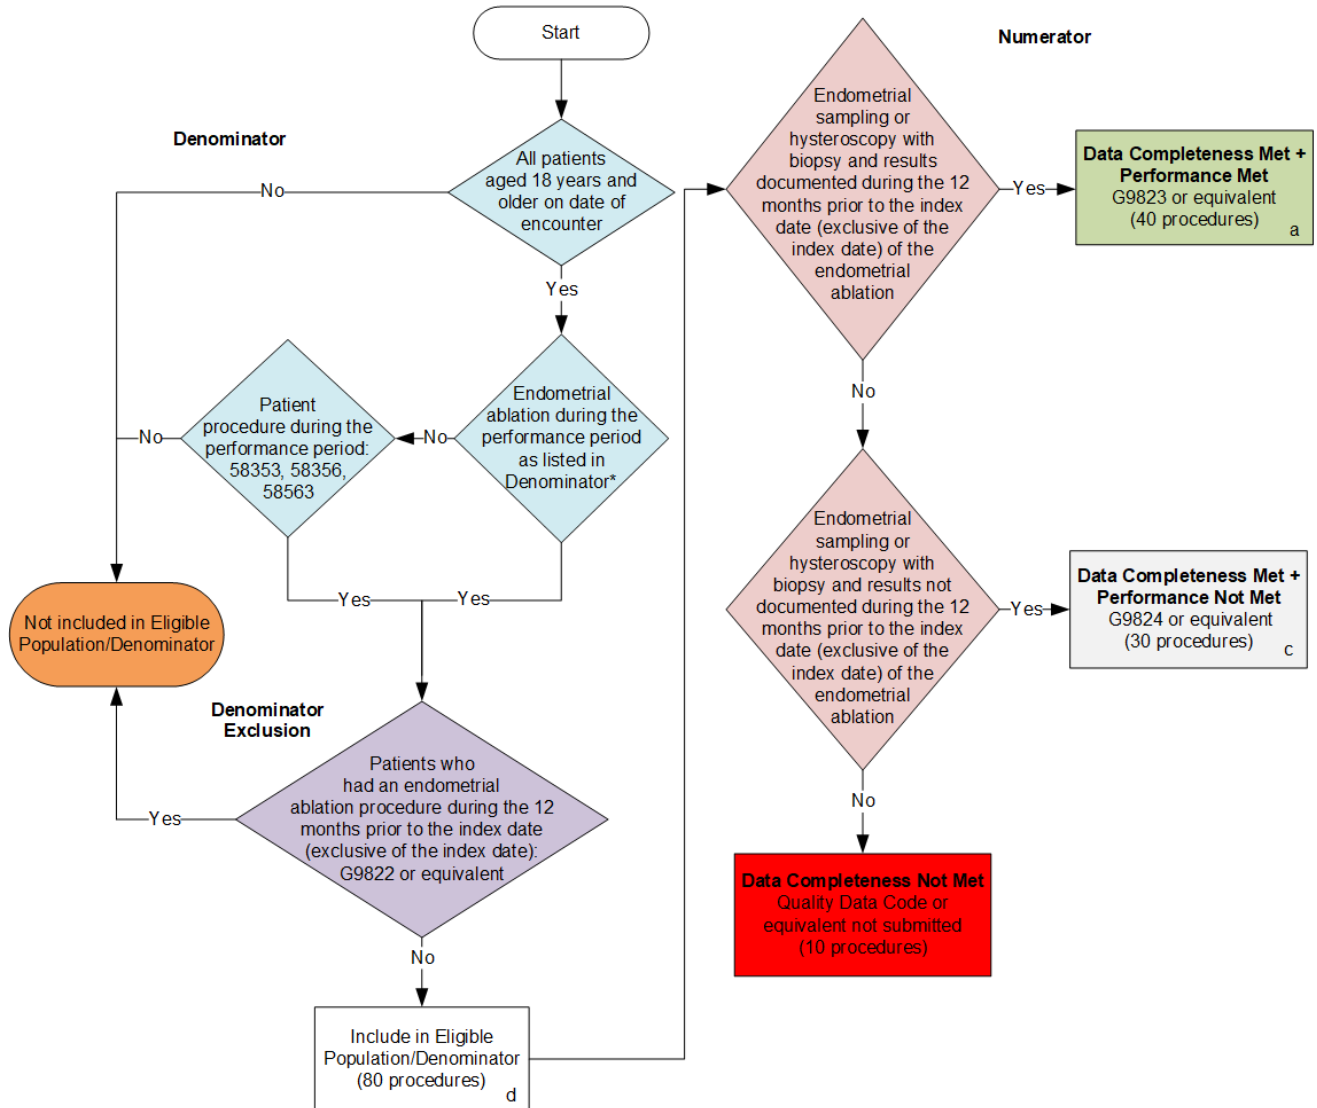 Start
Denominator
All patients
aged 18 years and
older on date of
encounter
No
Yes
Endometrial
ablation during the
performance period
as listed in
Denominator*
No
Patient
procedure during the
performance period:
58353, 58356,
58563
No
Yes
Yes
Not included in Eligible
Population/Denominator
Denominator
Exclusion
Patients who
had an endometrial
ablation procedure during the 12
months prior to the index date
(exclusive of the index date):
G9822 or equivalent
Yes
No
Include in Eligible
Population/Denominator
(80 procedures)
d
Numerator
Endometrial
sampling or
hysteroscopy with
biopsy and results
documented during the 12
months prior to the index
date (exclusive of the
index date) of the
endometrial
ablation
Yes
Data Completeness Met +
Performance Met
G9823 or equivalent
(40 procedures)
a
No
Endometrial
sampling or
hysteroscopy with
biopsy and results not
documented during the 12
months prior to the index
date (exclusive of the
index date) of the
endometrial
ablation
Yes
Data Completeness Met +
Performance Not Met
G9824 or equivalent
(30 procedures)
c
No
Data Completeness Not Met
Quality Data Code or
equivalent not submitted
(10 procedures)